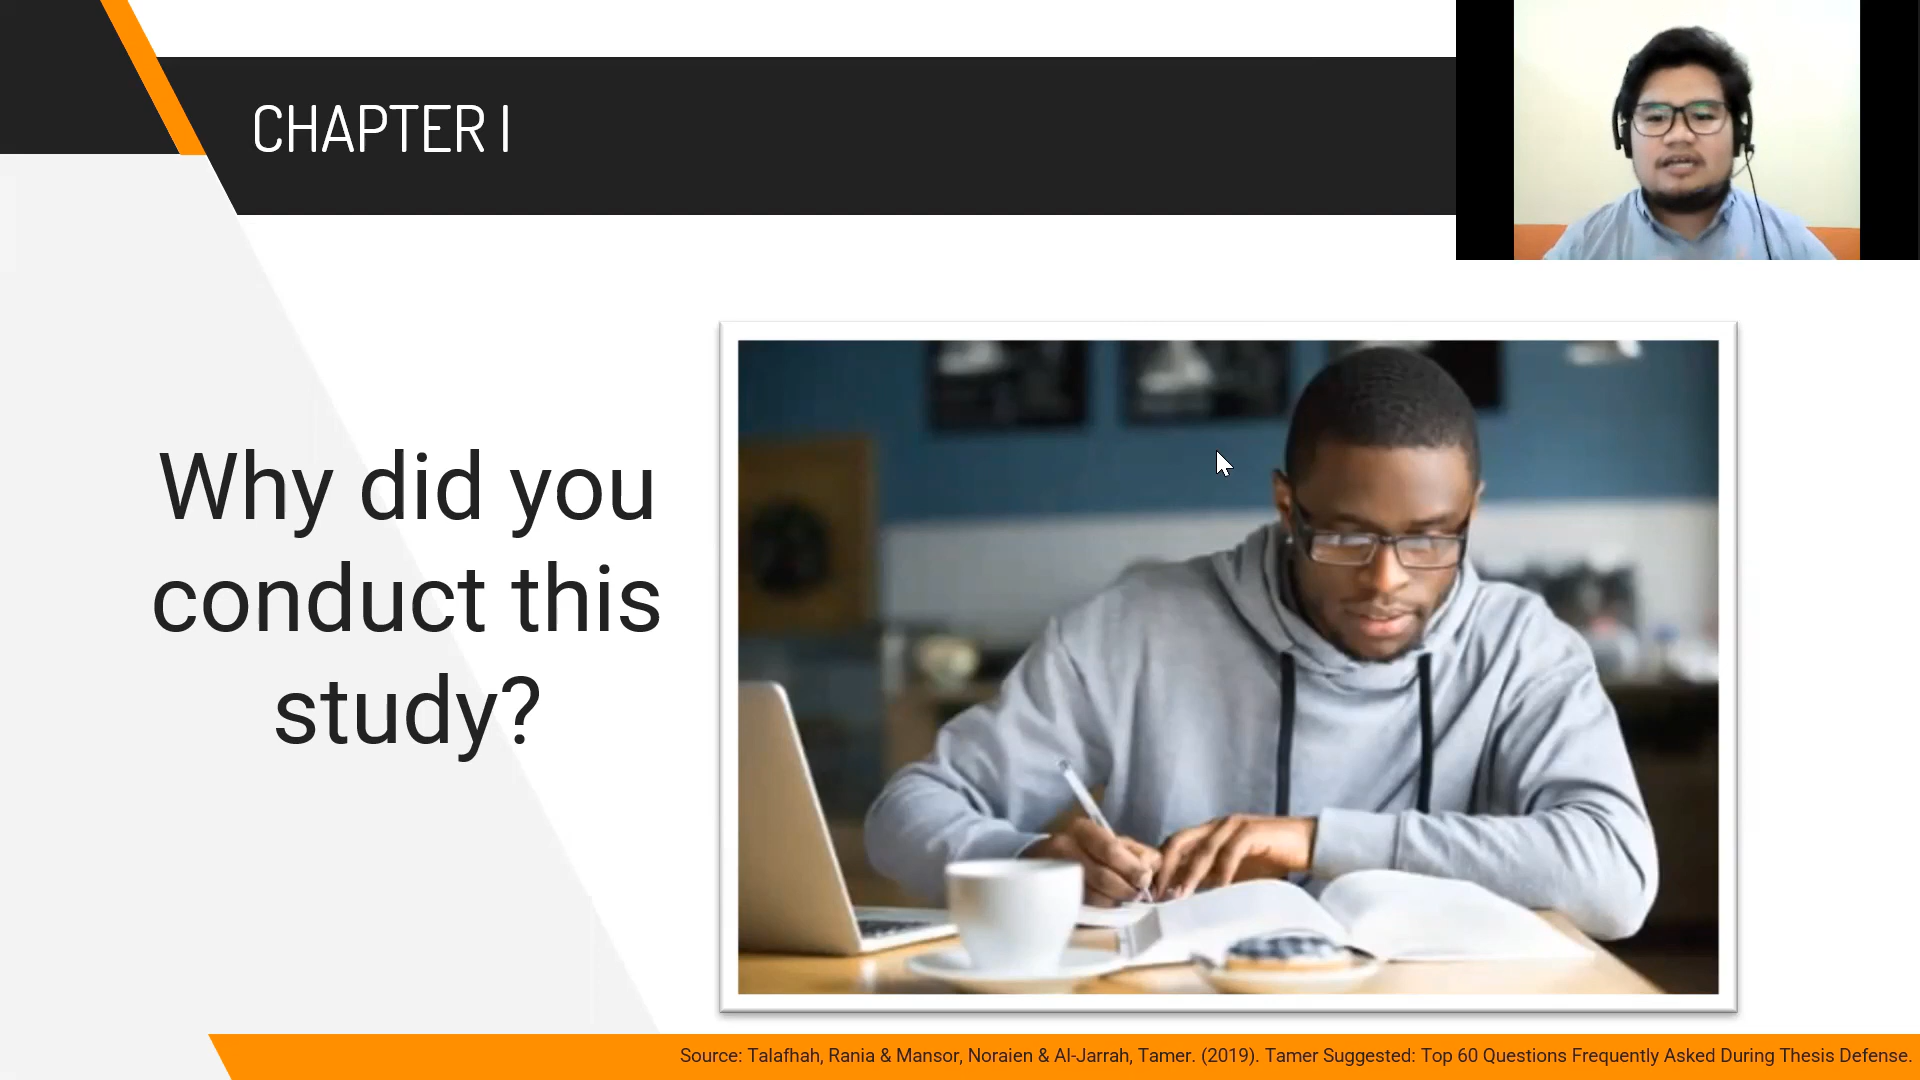 CHAPTER I
Why did you
conduct this
study?
Source: Talafhah, Rania & Mansor, Noraien & Al-Jarrah, Tamer. (2019). Tamer Suggested: Top 60 Questions Frequently Asked During Thesis Defense.